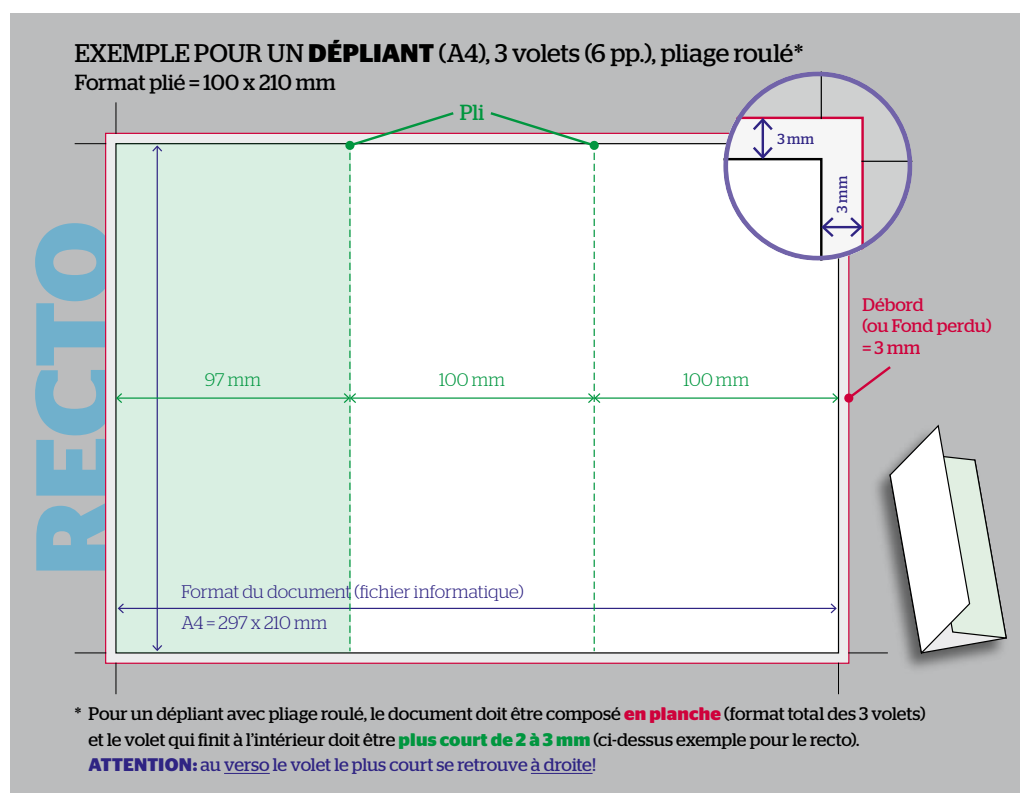 EXEMPLE POUR UN DÉPLIANT (A4), 3 volets (6 pp.), pliage roulé*
Format plié = 100 x 210 mm
Pli
3 mm
3 mm
RECTO
Débord
(ou Fond perdu)
= 3 mm
97 mm
100 mm
100 mm
Format du document (fichier informatique)
A4 = 297 x 210 mm
* Pour un dépliant avec pliage roulé, le document doit être composé en planche (format total des 3 volets)
et le volet qui finit à l'intérieur doit être plus court de 2 à 3 mm (ci-dessus exemple pour le recto).
ATTENTION: au verso le volet le plus court se retrouve à droite!